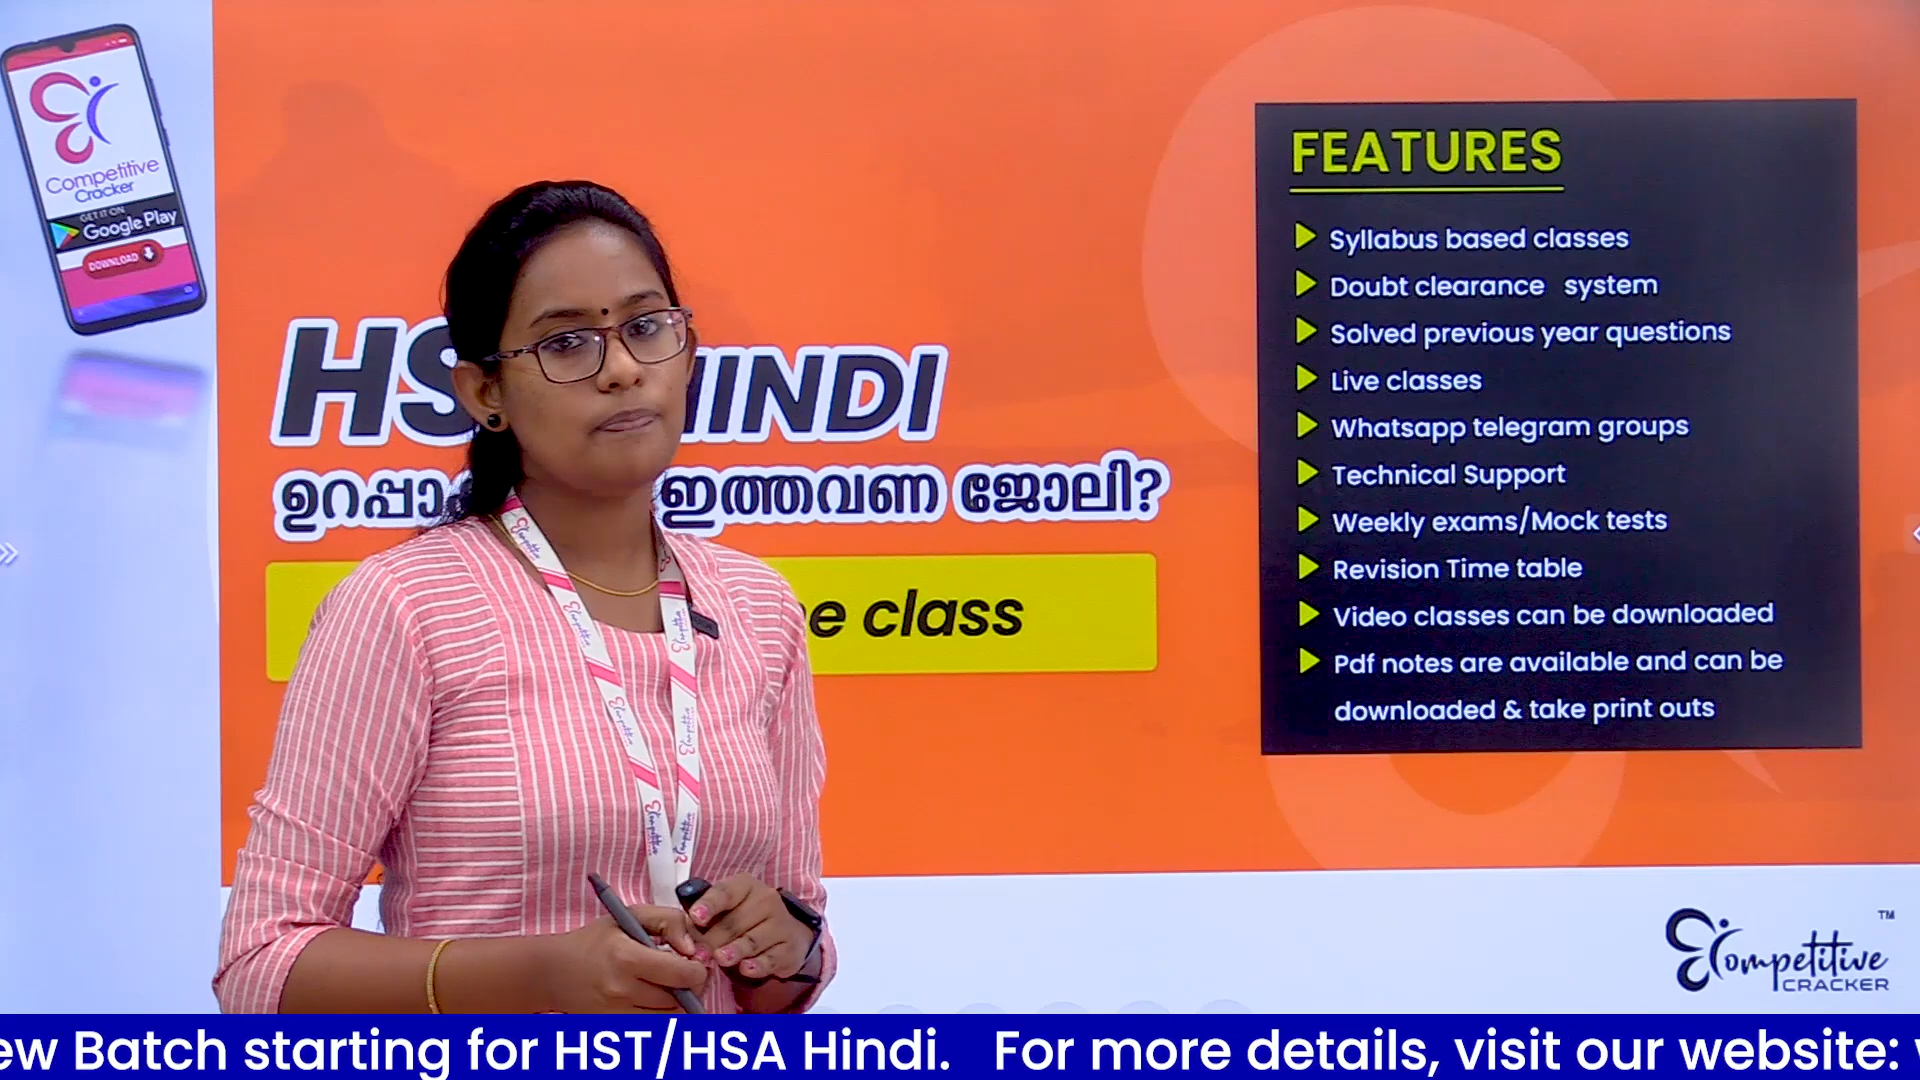 Competitive
Cracker
GET IT ON
Google Play
DOWNLOAD
HINDI
ഇത്തവണ ജോലി?
class
FEATURES
Syllabus based classes
Doubt clearance system
Solved previous year questions
Live classes
Whatsapp telegram groups
Technical Support
Weekly exams/Mock tests
Revision Time table
Video classes can be downloaded
Pdf notes are available and can be
downloaded & take print outs
Competitive
CRACKER
TM
ew Batch starting for HST/HSA Hindi. For more details, visit our website: